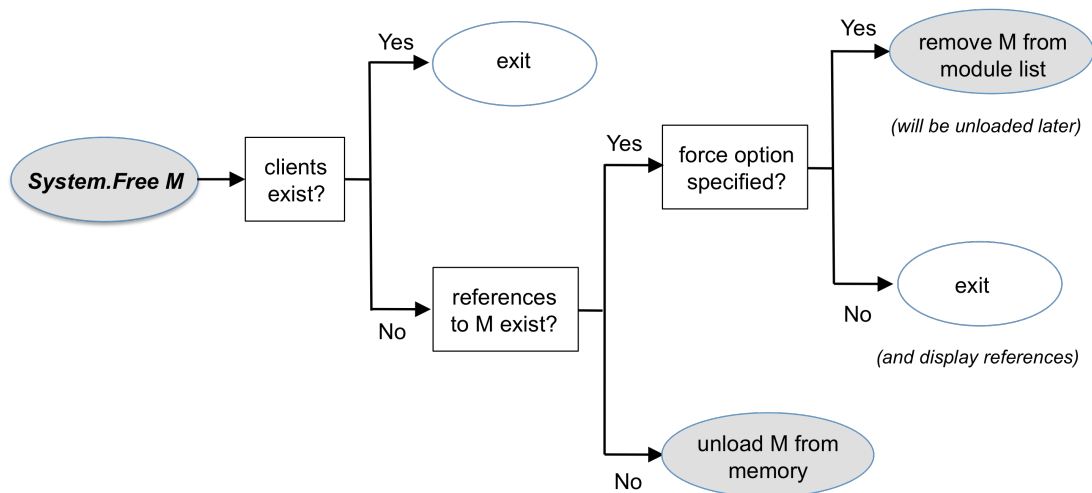 System.Free M
clients
exist?
Yes
exit
No
references
to M exist?
Yes
force option
specified?
Yes
remove M from
module list
(will be unloaded later)
No
exit
(and display references)
No
unload M from
memory